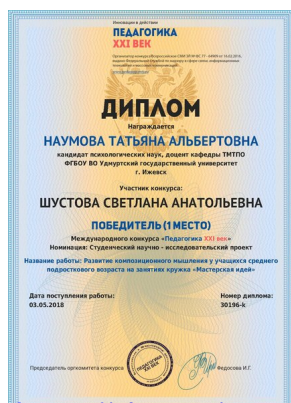 Инновации в действии
ПЕДАГОГИКА
XXI ВЕК
ДИПЛОМ
Награждается
НАУМОВА ТАТЬЯНА АЛЬБЕРТОВНА
кандидат психологических наук, доцент кафедры ТМТПО
ФГБОУ ВО Удмуртский государственный университет
г. Ижевск
Участник конкурса:
ШУСТОВА СВЕТЛАНА АНАТОЛЬЕВНА
ПОБЕДИТЕЛЬ (1 МЕСТО)
Международного конкурса «Педагогика XXI век»
Номинация: Студенческий научно - исследовательский проект
Название работы: Развитие композиционного мышления у учащихся среднего
подросткового возраста на занятиях кружка «Мастерская идей»
Дата поступления работы:
03.05.2018
Номер диплома:
30196-k
Председатель оргкомитета конкурса
ПЕДАГОГИКА
XXI ВЕК
Федосова И.Г.